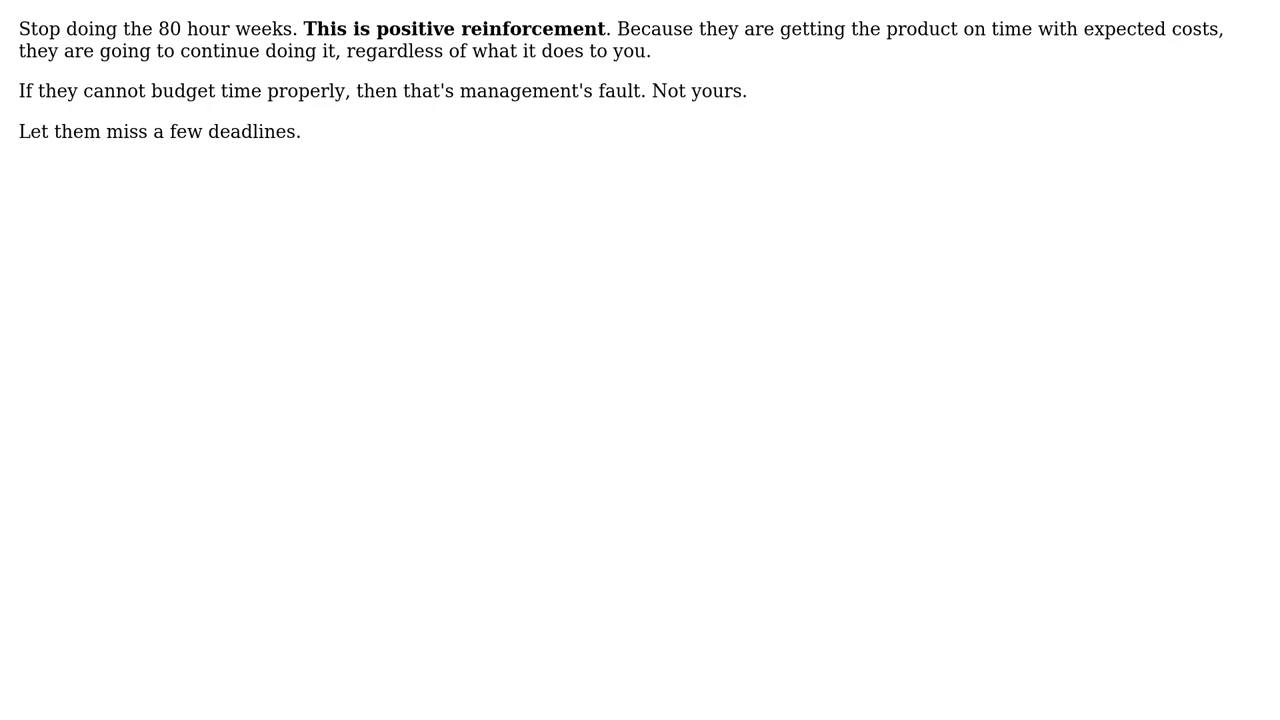 Stop doing the 80 hour weeks. This is positive reinforcement. Because they are getting the product on time with expected costs,
they are going to continue doing it, regardless of what it does to you.
If they cannot budget time properly, then that's management's fault. Not yours.
Let them miss a few deadlines.